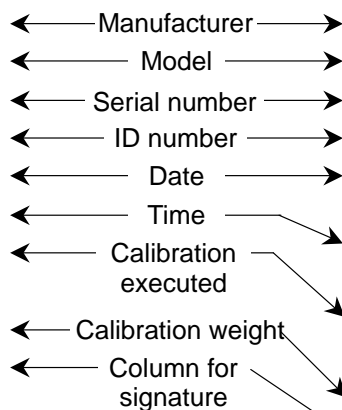 Manufacturer
Model
Serial number
ID number
Date
Time
Calibration
executed
Calibration weight
Column for
signature